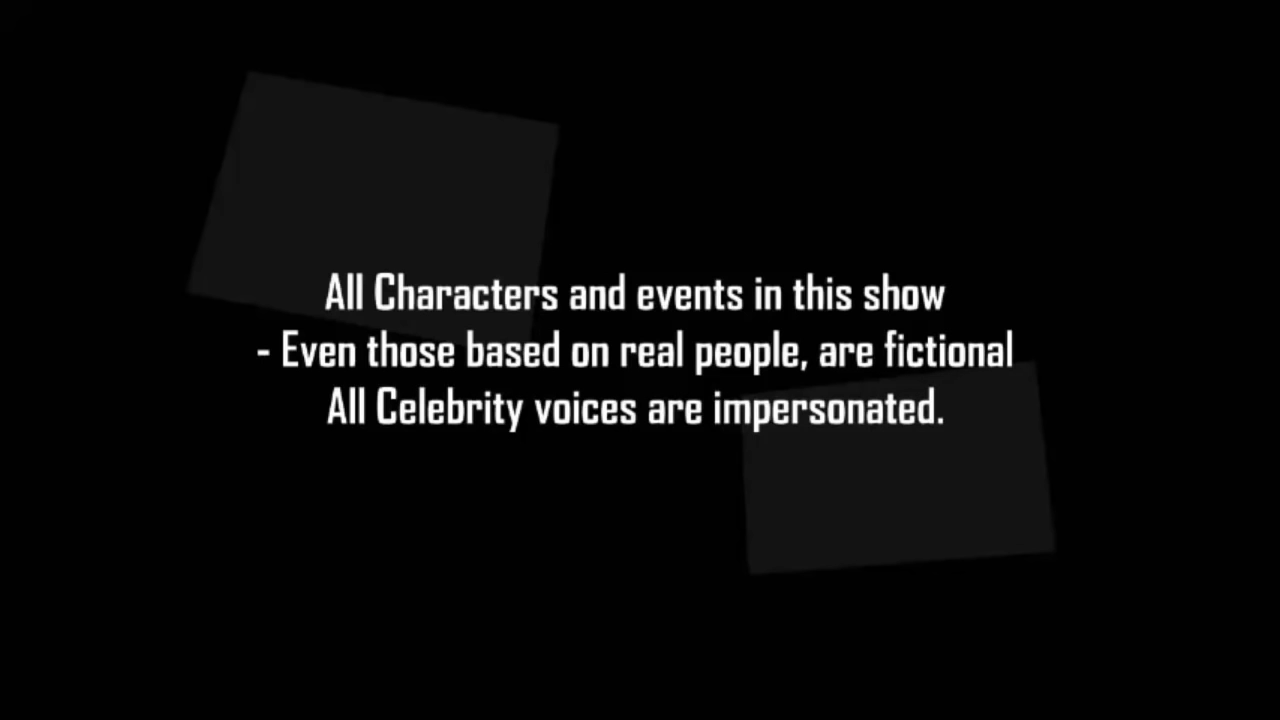 All Characters and events in this show
- Even those based on real people, are fictional
All Celebrity voices are impersonated.